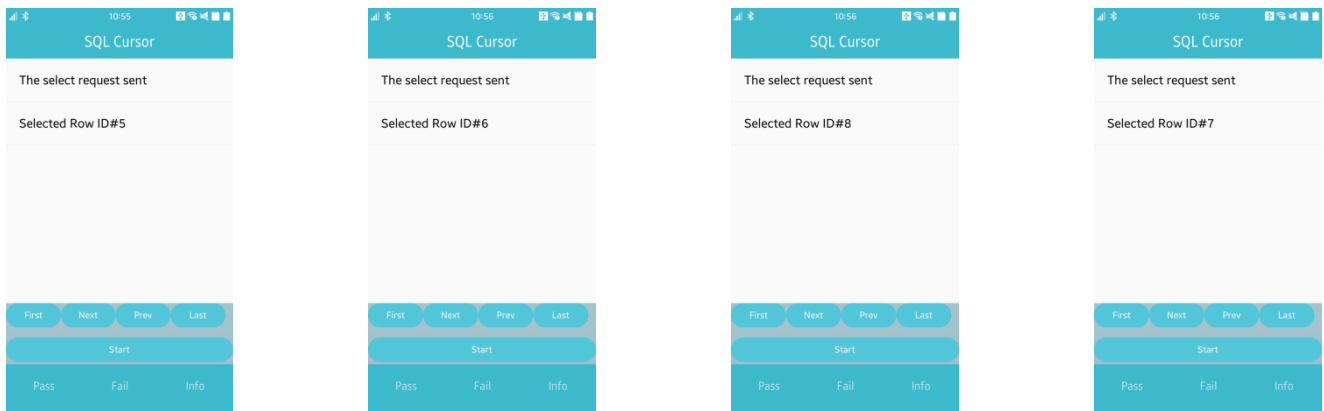 10:55
SQL Cursor
The select request sent
Selected Row ID#5
First Next Prev Last
Start
Pass Fail Info
10:56
SQL Cursor
The select request sent
Selected Row ID#6
First Next Prev Last
Start
Pass Fail Info
10:56
SQL Cursor
The select request sent
Selected Row ID#8
First Next Prev Last
Start
Pass Fail Info
10:56
SQL Cursor
The select request sent
Selected Row ID#7
First Next Prev Last
Start
Pass Fail Info